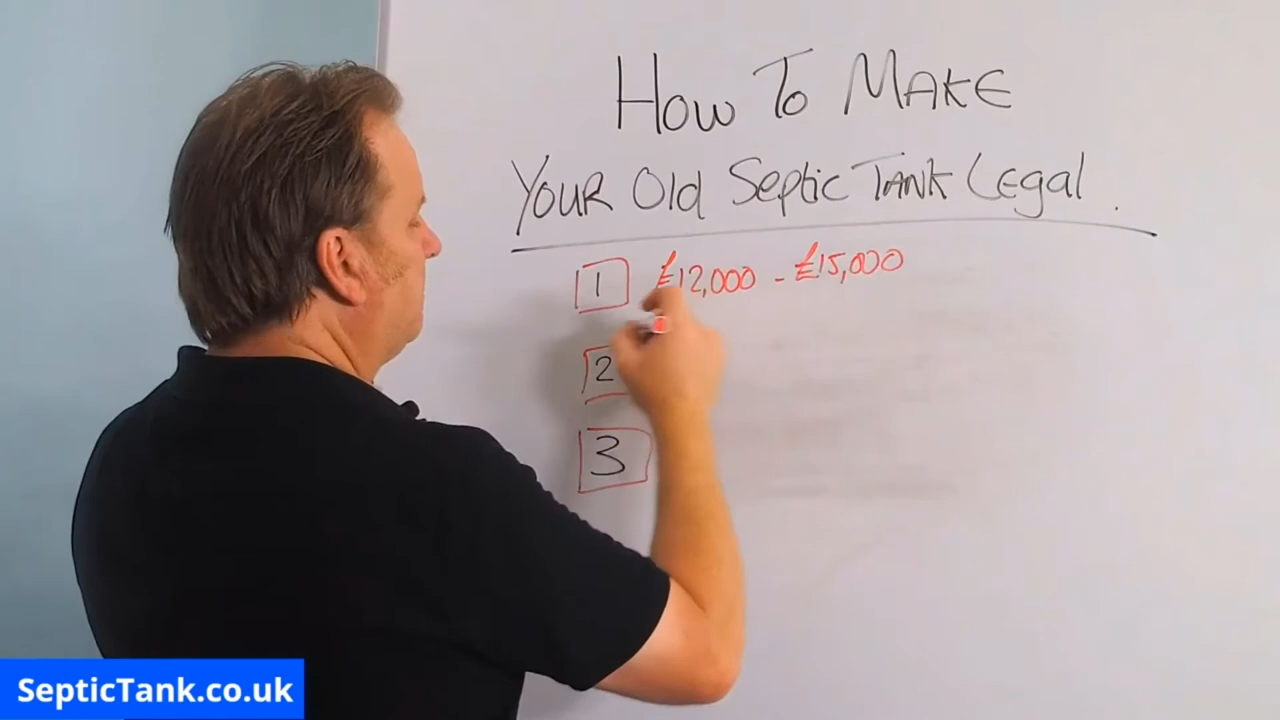 How To MAKE
YOUR Old Septic TANK Legal.
1 £12,000 - £15,000
2
3
SepticTank.co.uk